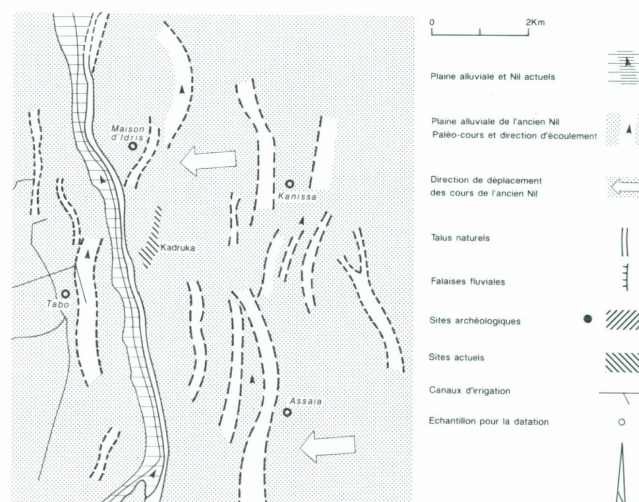 0
2Km
Maison
d'Idris
Kanissa
Kadruka
Tabo
Assaia
Plaine alluviale et Nil actuels
Plaine alluviale de l'ancien Nil
Paléo-cours et direction d'écoulement
Direction de déplacement
des cours de l'ancien Nil
Talus naturels
Falaises fluviales
Sites archéologiques
Sites actuels
Canaux d'irrigation
Echantillon pour la datation